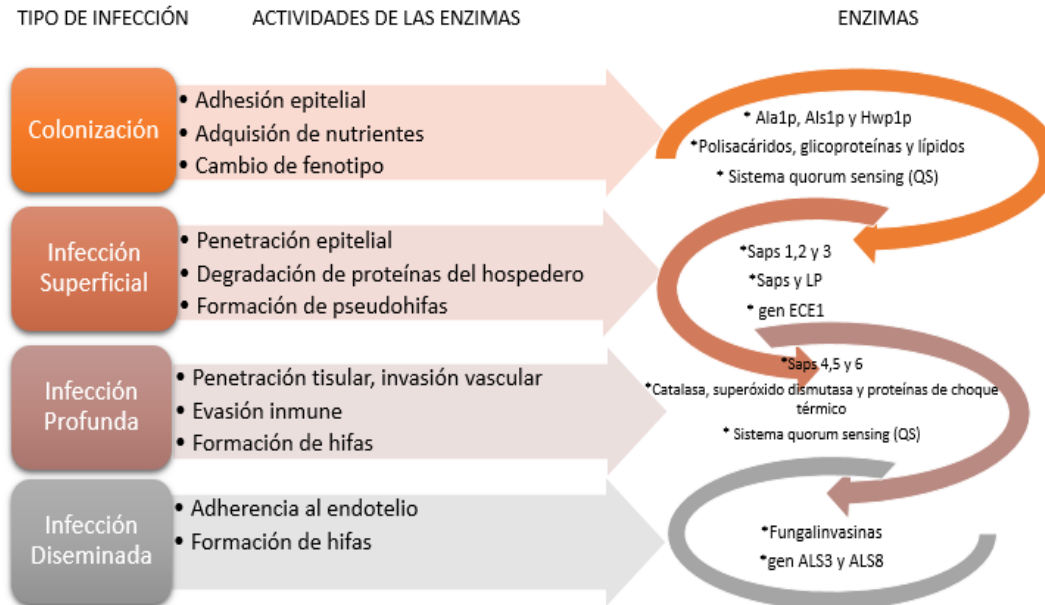 TIPO DE INFECCIÓN
ACTIVIDADES DE LAS ENZIMAS
ENZIMAS
Colonización
• Adhesión epitelial
• Adquisión de nutrientes
• Cambio de fenotipo
* Ala1p, Als1p y Hwp1p
*Polisacáridos, glicoproteínas y lípidos
* Sistema quorum sensing (QS)
Infección
Superficial
• Penetración epitelial
• Degradación de proteínas del hospedero
• Formación de pseudohifas
*Saps 1,2 y 3
*Saps y LP
* gen ECE1
Infección
Profunda
• Penetración tisular, invasión vascular
• Evasión inmune
• Formación de hifas
*Saps 4,5 y 6
*Catalasa, superóxido dismutasa y proteínas de choque
térmico
* Sistema quorum sensing (QS)
Infección
Diseminada
• Adherencia al endotelio
• Formación de hifas
*Fungalinvasinas
*gen ALS3 y ALS8